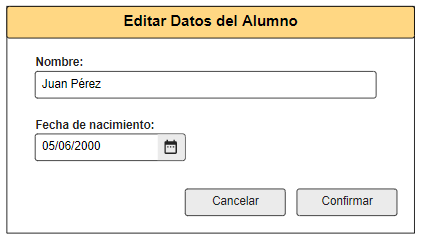 Editar Datos del Alumno
Nombre:
Juan Pérez
Fecha de nacimiento:
05/06/2000
Cancelar
Confirmar